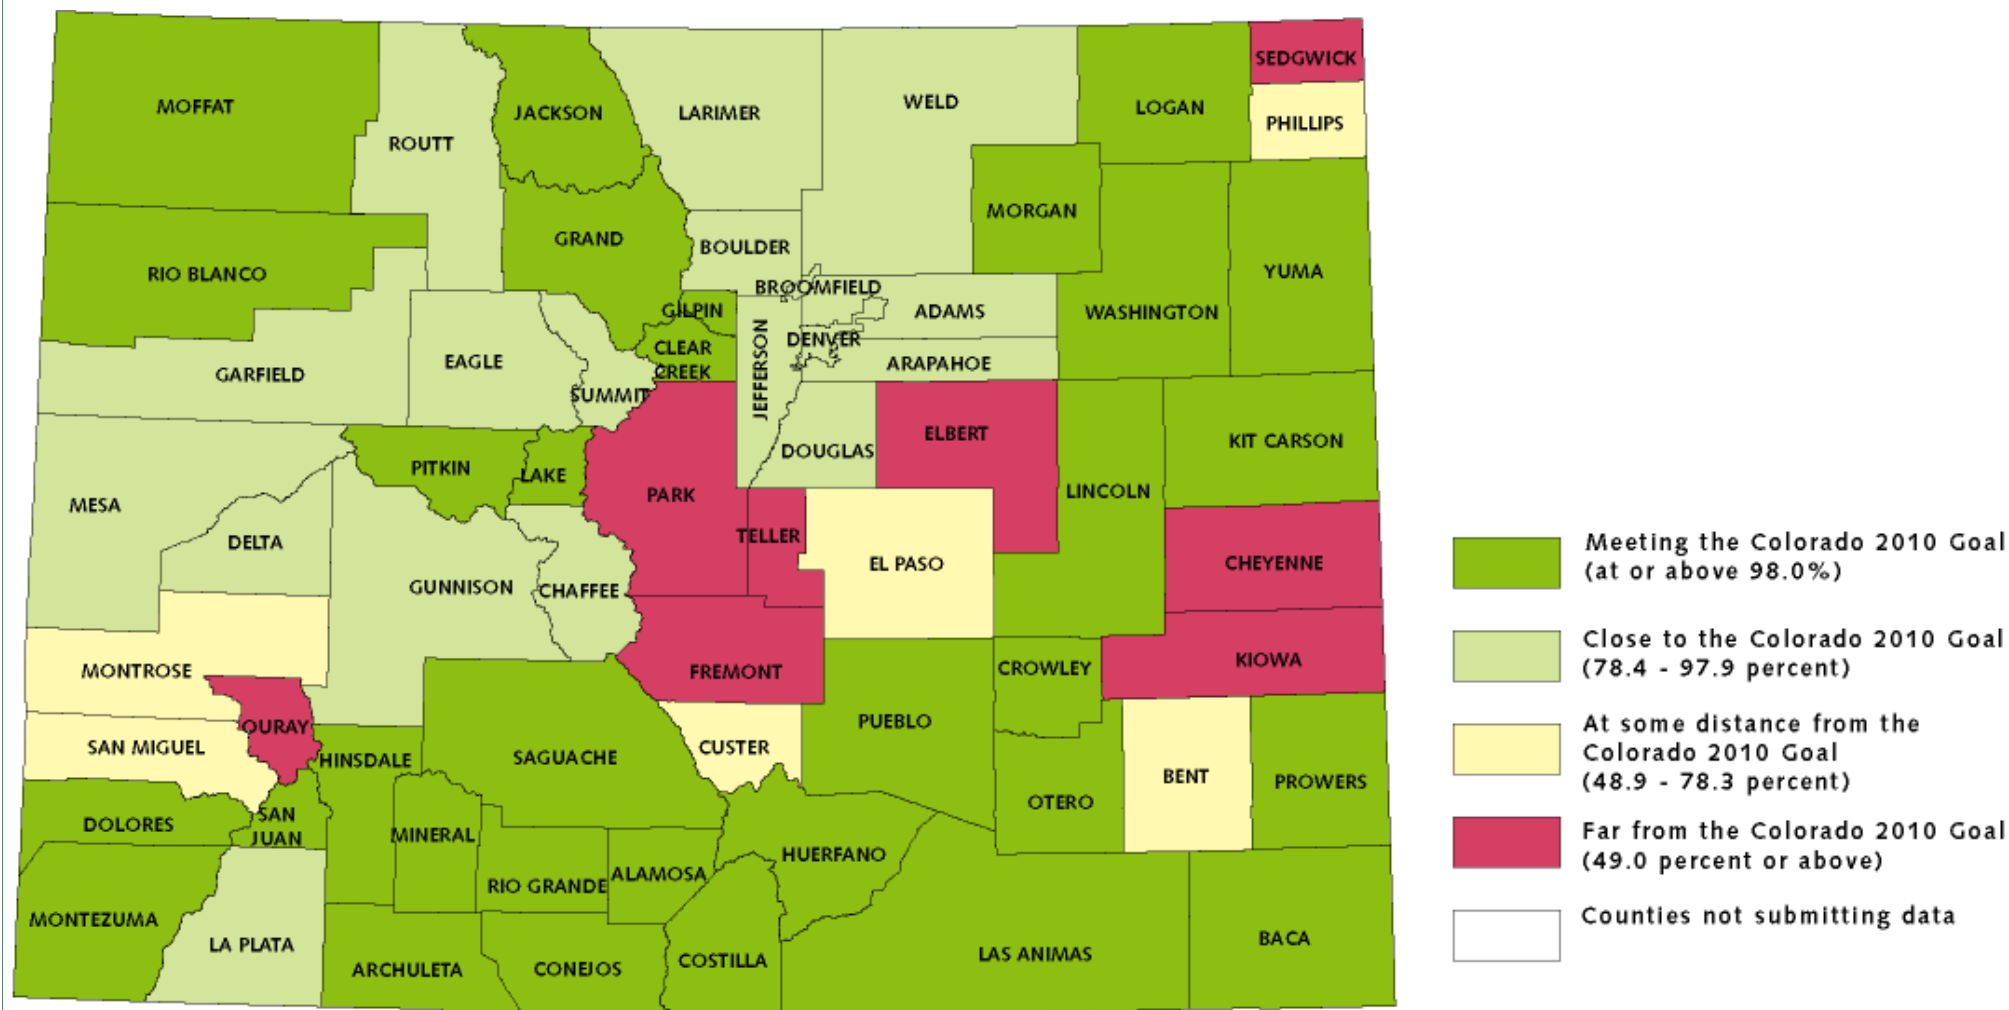 SEDGWICK
MOFFAT
JACKSON
LARIMER
WELD
LOGAN
PHILLIPS
ROUTT
MORGAN
GRAND
BOULDER
RIO BLANCO
YUMA
BROOMFIELD
GILPIN
ADAMS
WASHINGTON
DENVER
CLEAR
CREEK
JEFFERSON
ARAPAHOE
EAGLE
GARFIELD
SUMMIT
ELBERT
KIT CARSON
DOUGLAS
PITKIN
LAKE
PARK
LINCOLN
MESA
TELLER
DELTA
EL PASO
CHEYENNE
GUNNISON
CHAFFEE
KIOWA
CROWLEY
MONTROSE
FREMONT
PUEBLO
OURAY
SAN MIGUEL
CUSTER
HINSDALE
SAGUACHE
BENT
PROWERS
OTERO
SAN
JUAN
DOLORES
MINERAL
HUERFANO
ALAMOSA
RIO GRANDE
MONTEZUMA
LA PLATA
BACA
LAS ANIMAS
COSTILLA
ARCHULETA
CONEJOS
Meeting the Colorado 2010 Goal
(at or above 98.0%)
Close to the Colorado 2010 Goal
(78.4 - 97.9 percent)
At some distance from the
Colorado 2010 Goal
(48.9 - 78.3 percent)
Far from the Colorado 2010 Goal
(49.0 percent or above)
Counties not submitting data